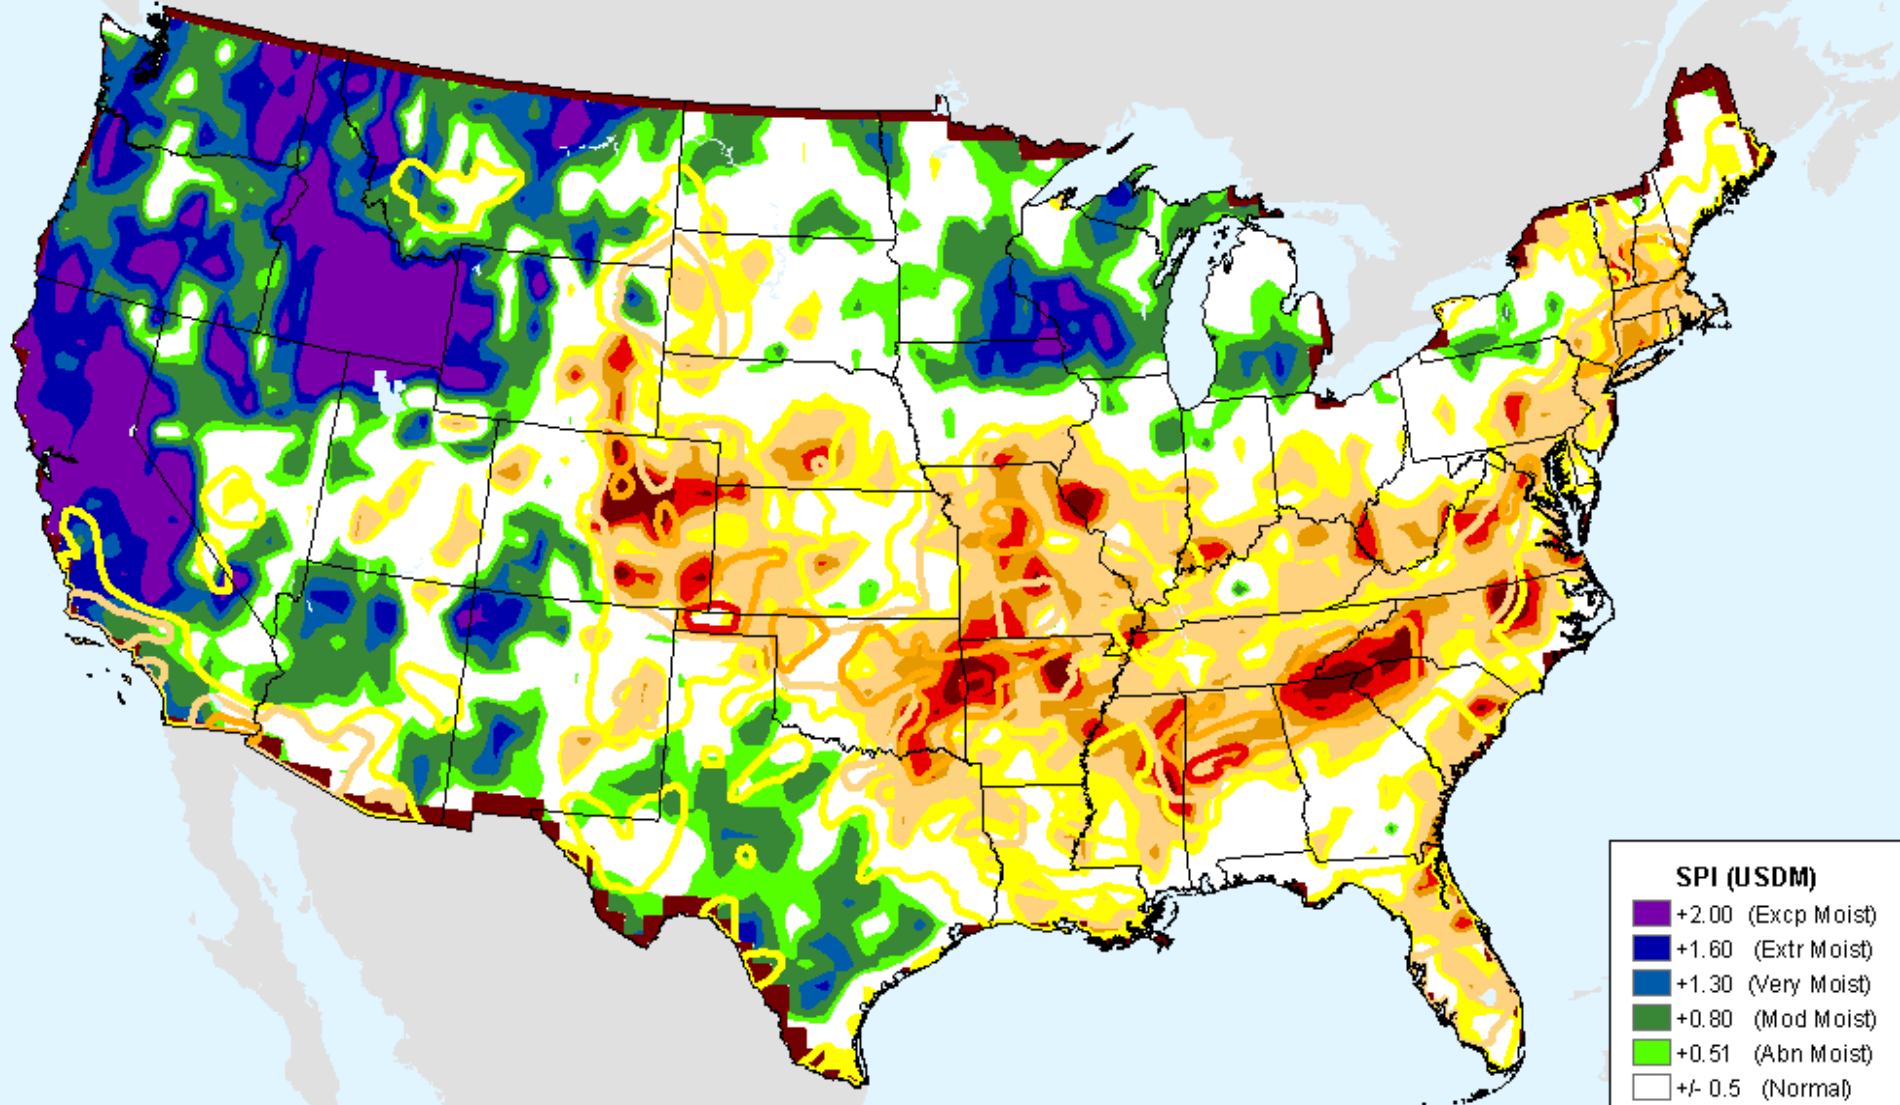 SPI (USDM)
+2.00 (Excp Moist)
+1.60 (Extr Moist)
+1.30 (Very Moist)
+0.80 (Mod Moist)
+0.51 (Abn Moist)
+/- 0.5 (Normal)